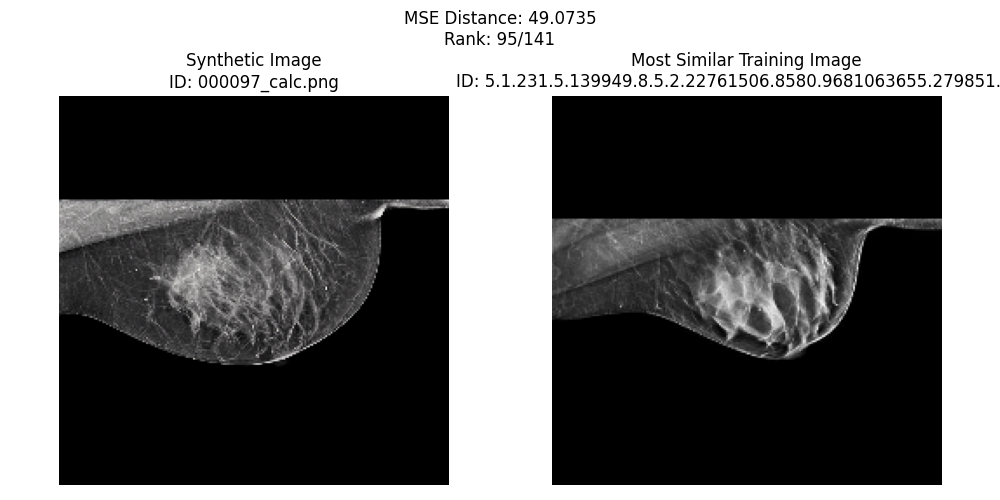 MSE Distance: 49.0735
Rank: 95/141
Synthetic Image
ID: 000097_calc.png
Most Similar Training Image
ID: 5.1.231.5.139949.8.5.2.22761506.8580.9681063655.279851.